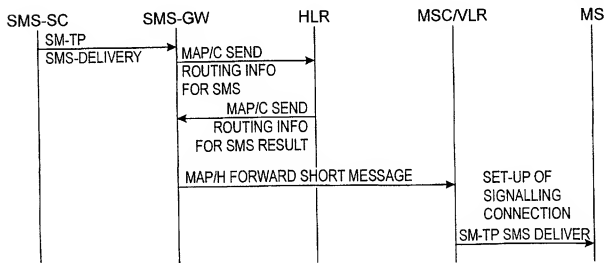 SMS-SC SMS-GW HLR MSC/VLR MS
SM-TP
SMS-DELIVERY
MAP/C SEND
ROUTING INFO
FOR SMS
MAP/C SEND
ROUTING INFO
FOR SMS RESULT
MAP/H FORWARD SHORT MESSAGE
SET-UP OF
SIGNALLING
CONNECTION
SM-TP SMS DELIVER